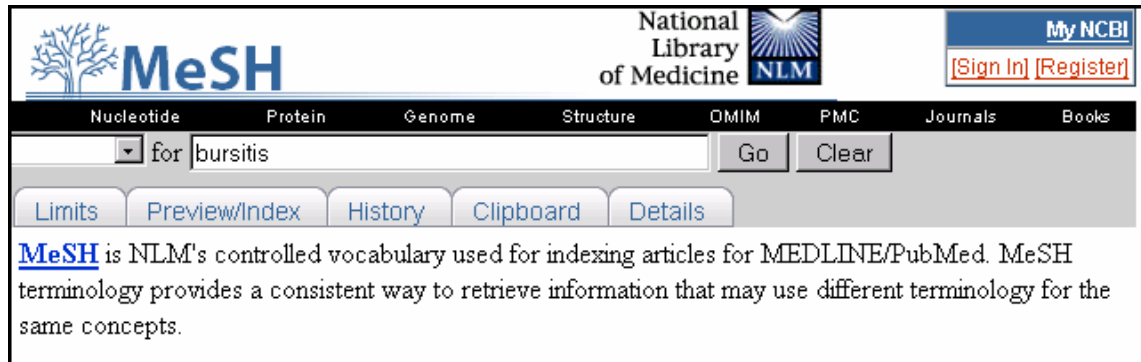 MeSH
National
Library
of Medicine NLM
My NCBI
[Sign In] [Register]
Nucleotide Protein Genome Structure OMIM PMC Journals Books
for bursitis Go Clear
Limits Preview/Index History Clipboard Details
MeSH is NLM's controlled vocabulary used for indexing articles for MEDLINE/PubMed. MeSH
terminology provides a consistent way to retrieve information that may use different terminology for the
same concepts.